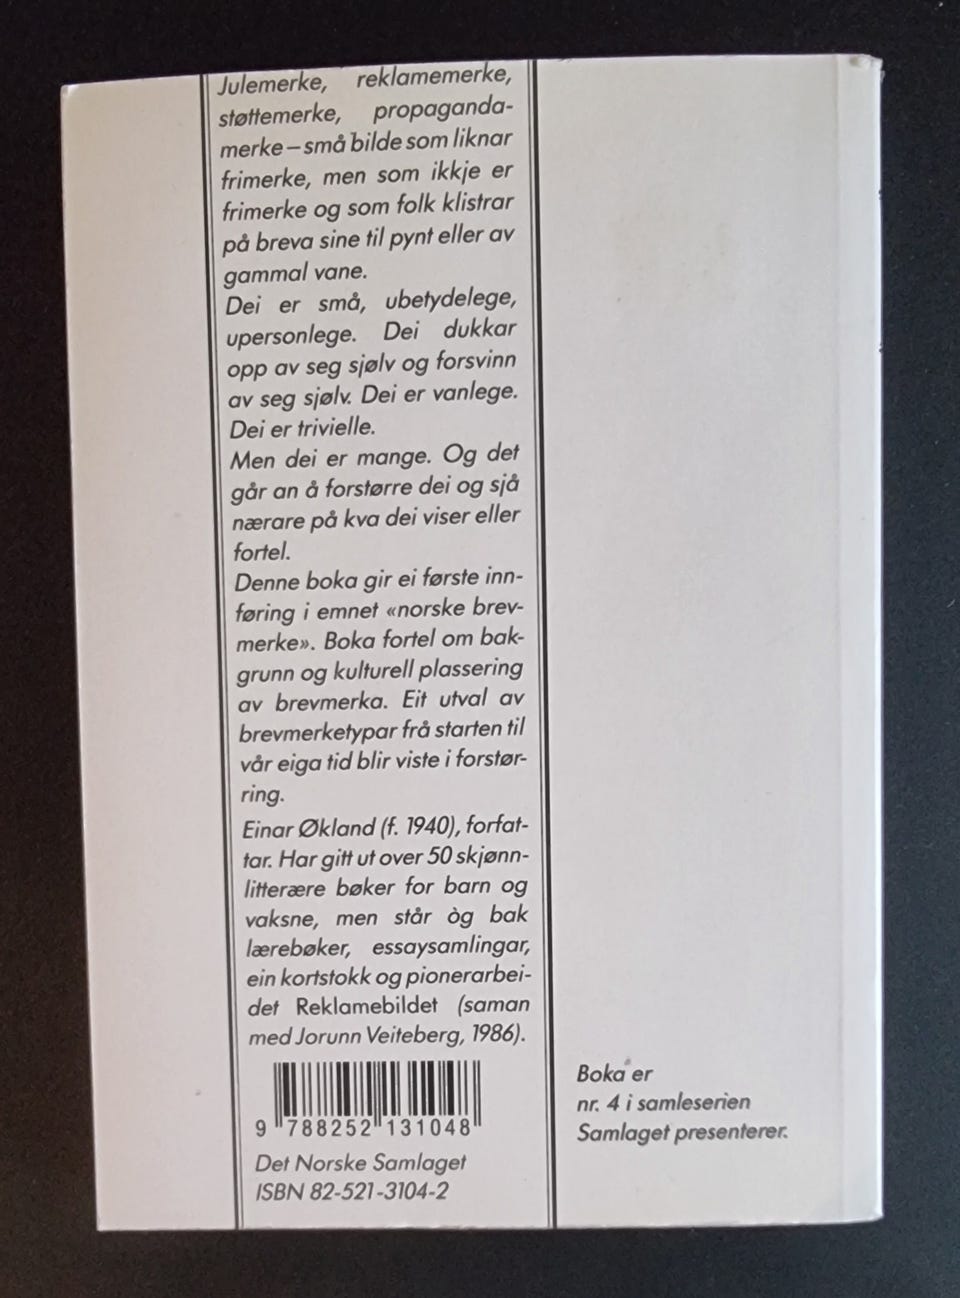 Julemerke, reklamemerke,
støttemerke, propaganda-
merke – små bilde som liknar
frimerke, men som ikkje er
frimerke og som folk klistrar
på breva sine til pynt eller av
gammal vane.
Dei er små, ubetydelege,
upersonlege. Dei dukkar
opp av seg sjølv og forsvinn
av seg sjølv. Dei er vanlege.
Dei er trivielle.
Men dei er mange. Og det
går an å forstørre dei og sjå
nærare på kva dei viser eller
fortel.
Denne boka gir ei første inn-
føring i emnet «norske brev-
merke». Boka fortel om bak-
grunn og kulturell plassering
av brevmerka. Eit utval av
brevmerketypar frå starten til
vår eiga tid blir viste i forstør-
ring.
Einar Økland (f. 1940), forfat-
tar. Har gitt ut over 50 skjønn-
litterære bøker for barn og
vaksne, men står òg bak
lærebøker, essaysamlingar,
ein kortstokk og pionerarbei-
det Reklamebildet (saman
med Jorunn Veiteberg, 1986).
9 788252 131048
Det Norske Samlaget
ISBN 82-521-3104-2
Boka er
nr. 4 i samleserien
Samlaget presenterer.